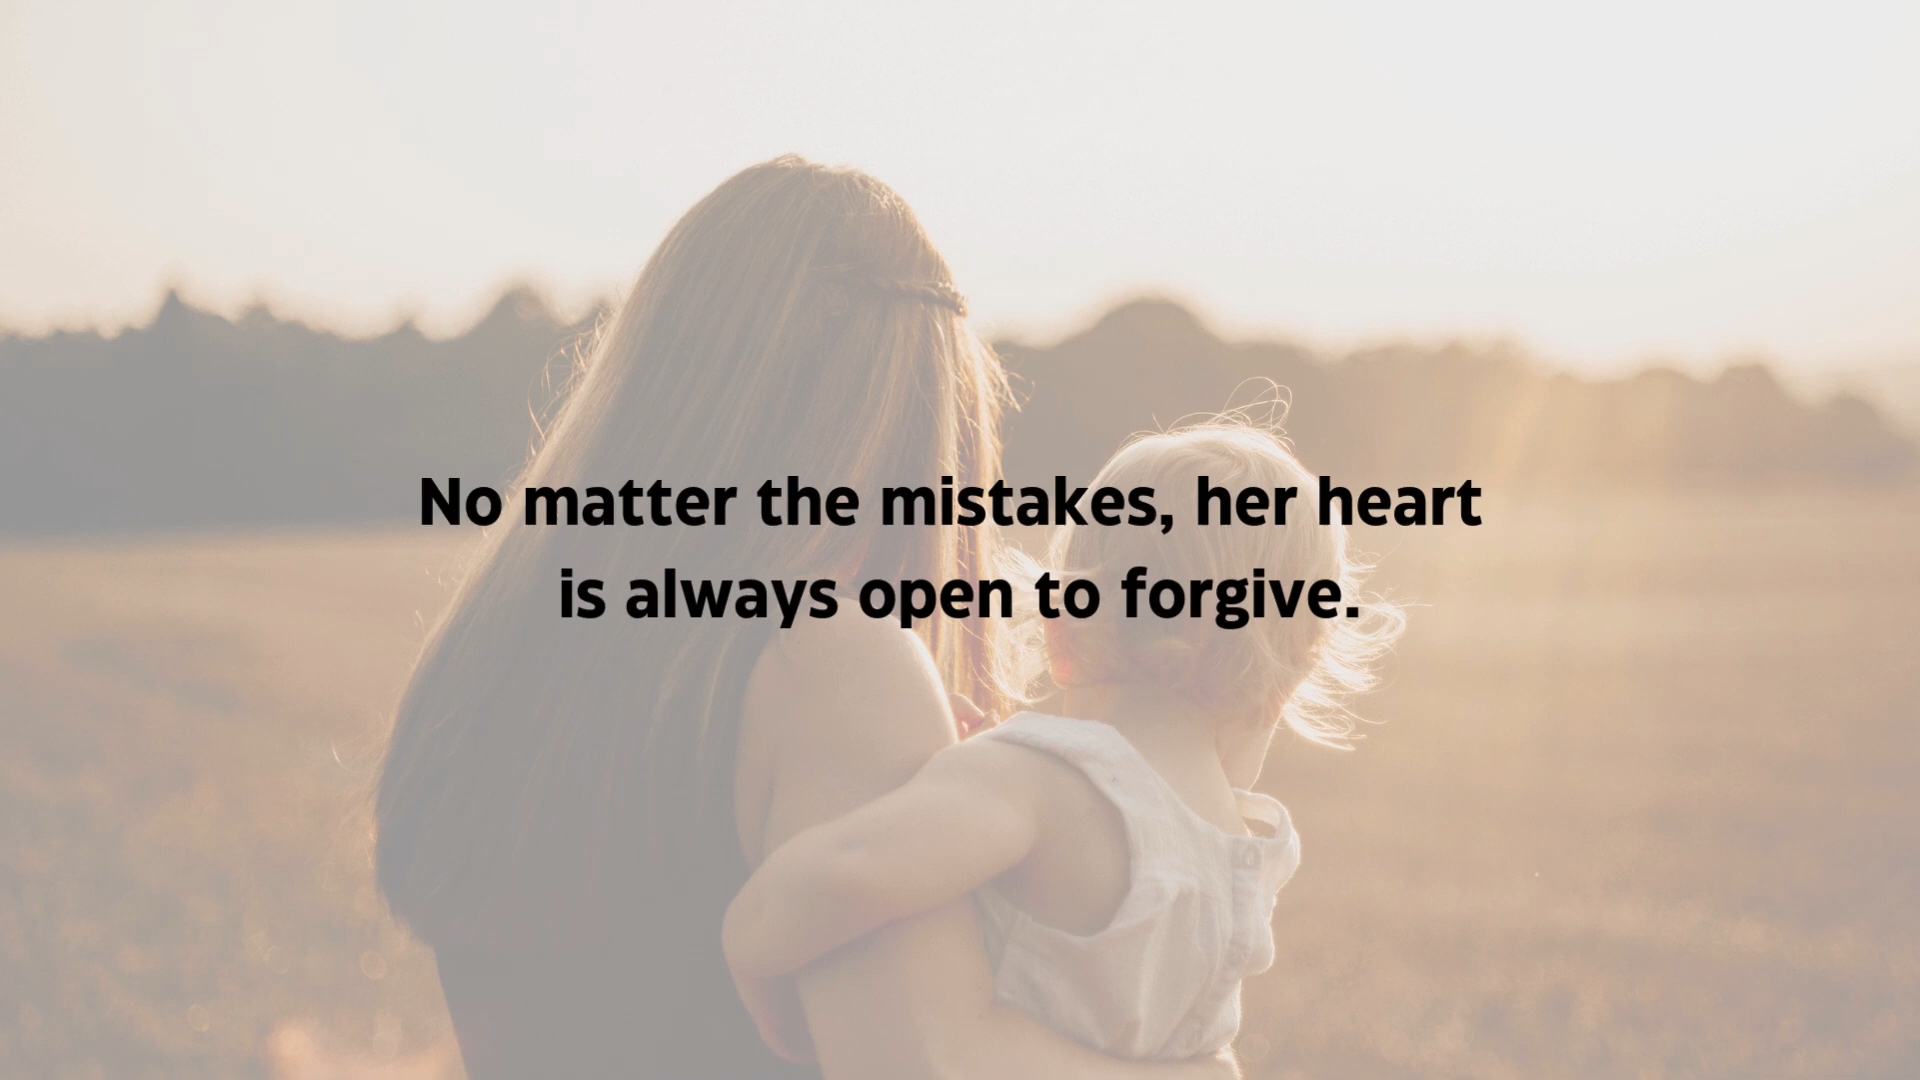 No matter the mistakes, her heart
is always open to forgive.